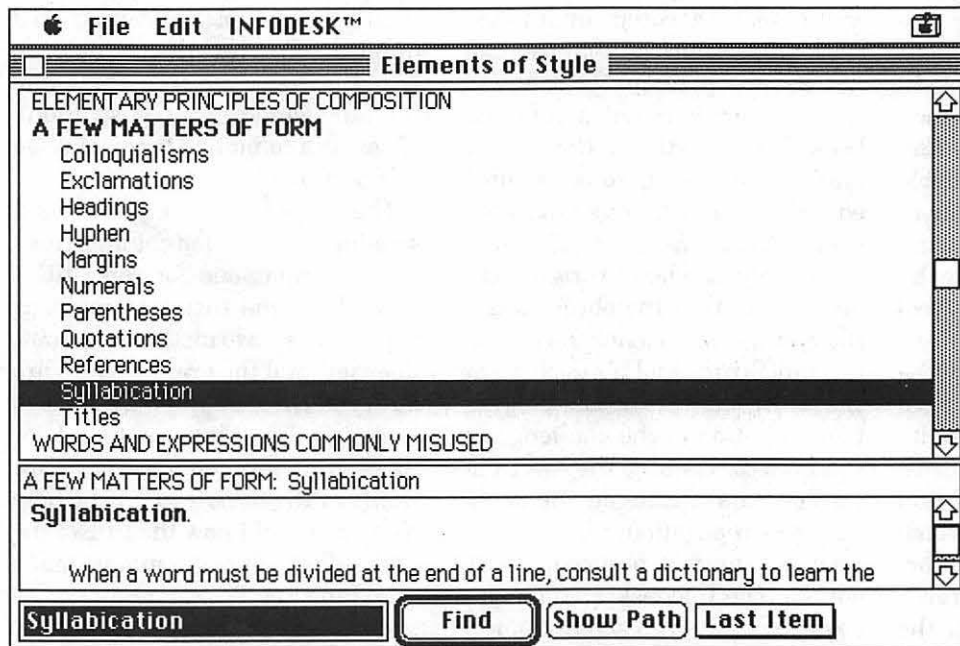 File Edit INFODESK™
Elements of Style
ELEMENTARY PRINCIPLES OF COMPOSITION
A FEW MATTERS OF FORM
Colloquialisms
Exclamations
Headings
Hyphen
Margins
Numerals
Parentheses
Quotations
References
Syllabication
Titles
WORDS AND EXPRESSIONS COMMONLY MISUSED
A FEW MATTERS OF FORM: Syllabication
Syllabication.
When a word must be divided at the end of a line, consult a dictionary to learn the
Syllabication Find Show Path Last Item